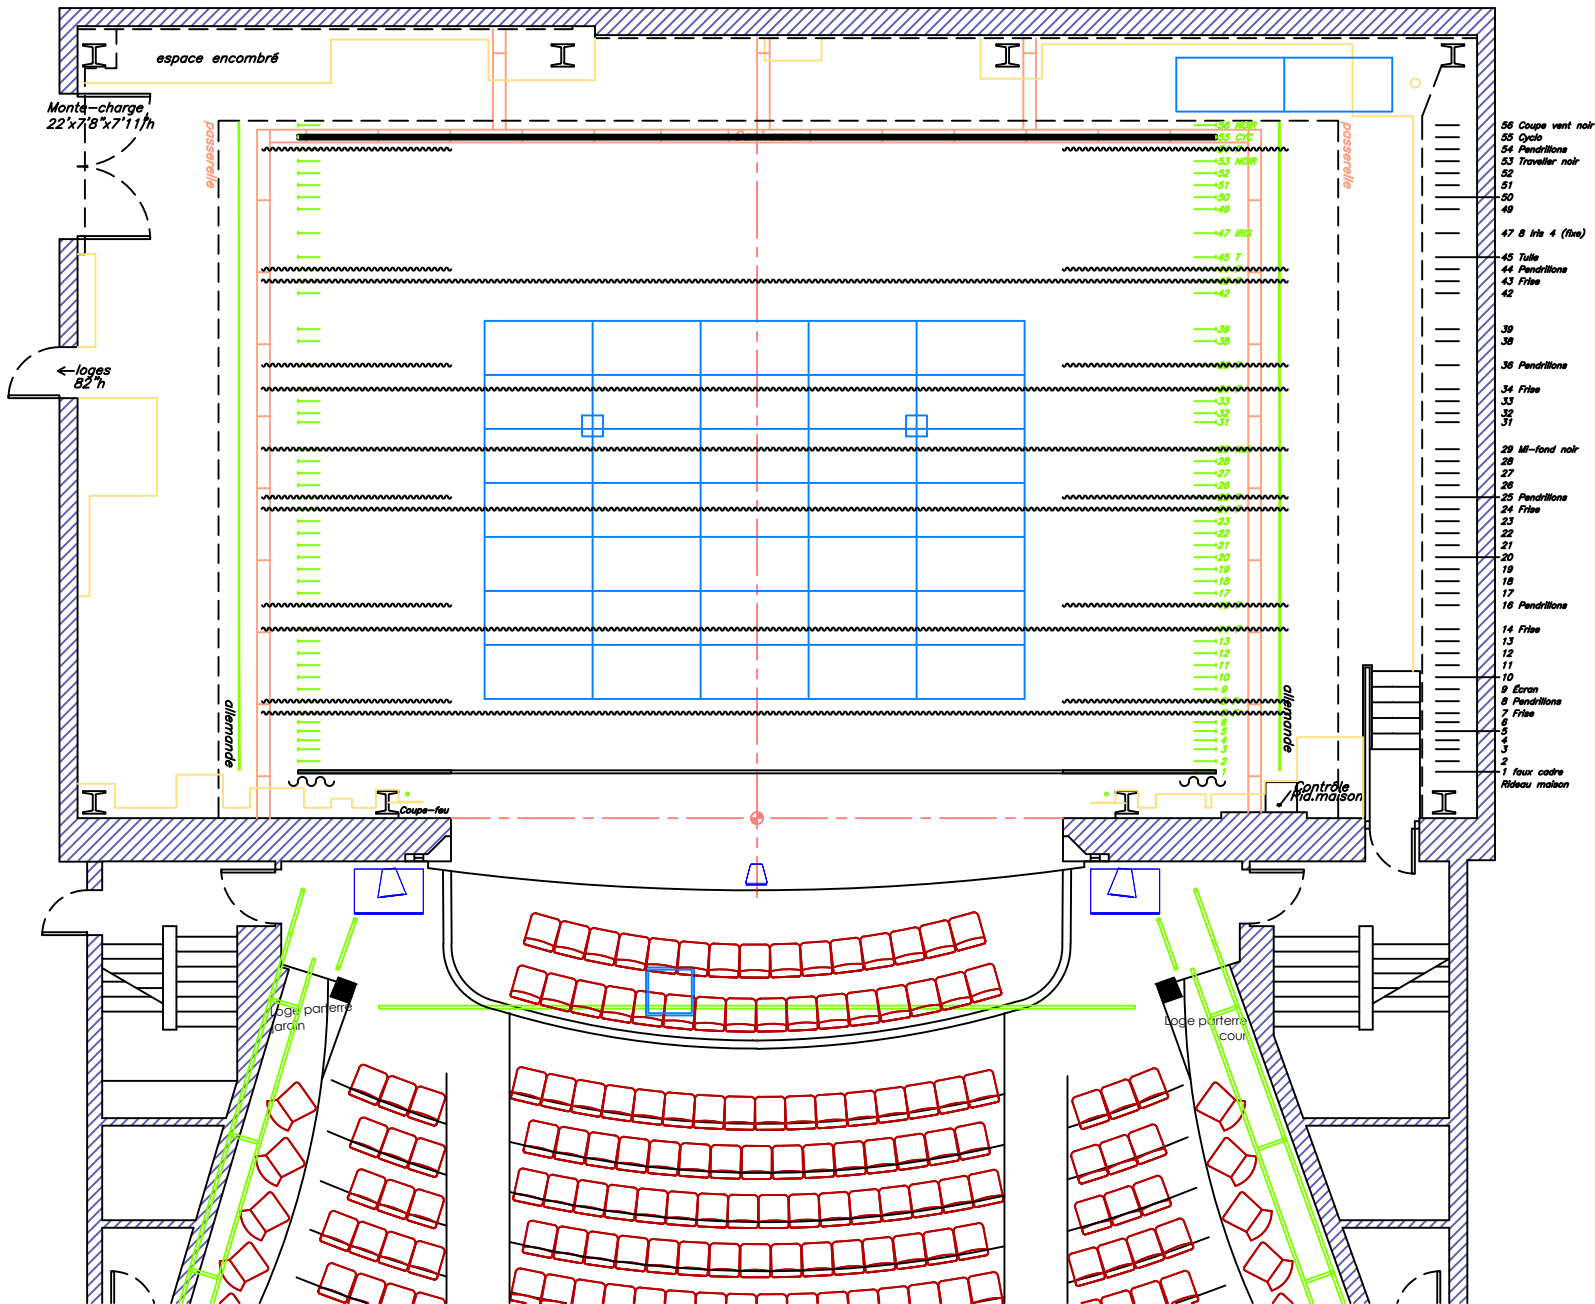 espace encombré
Monte-charge
22'x7'8"x7'11"/h
passerelle
passerelle
←loges
82"h
allemande
allemande
Coupe-feu
Contrôle
Rid.maison
Loge parterre
jardin
Loge parterre
cour
56 NOIR
55 CYC
53 NOIR
52
51
50
49
47 IRIS
45 T
42
39
38
33
32
31
28
27
26
23
22
21
20
19
18
17
13
12
11
10
9
6
5
4
3
2
1
56 Coupe vent noir
55 Cyclo
54 Pendrillons
53 Traveller noir
52
51
50
49
47 8 Iris 4 (fixe)
45 Tulle
44 Pendrillons
43 Frise
42
39
38
36 Pendrillons
34 Frise
33
32
31
29 Mi-fond noir
28
27
26
25 Pendrillons
24 Frise
23
22
21
20
19
18
17
16 Pendrillons
14 Frise
13
12
11
10
9 Écran
8 Pendrillons
7 Frise
6
5
4
3
2
1 faux cadre
Rideau maison